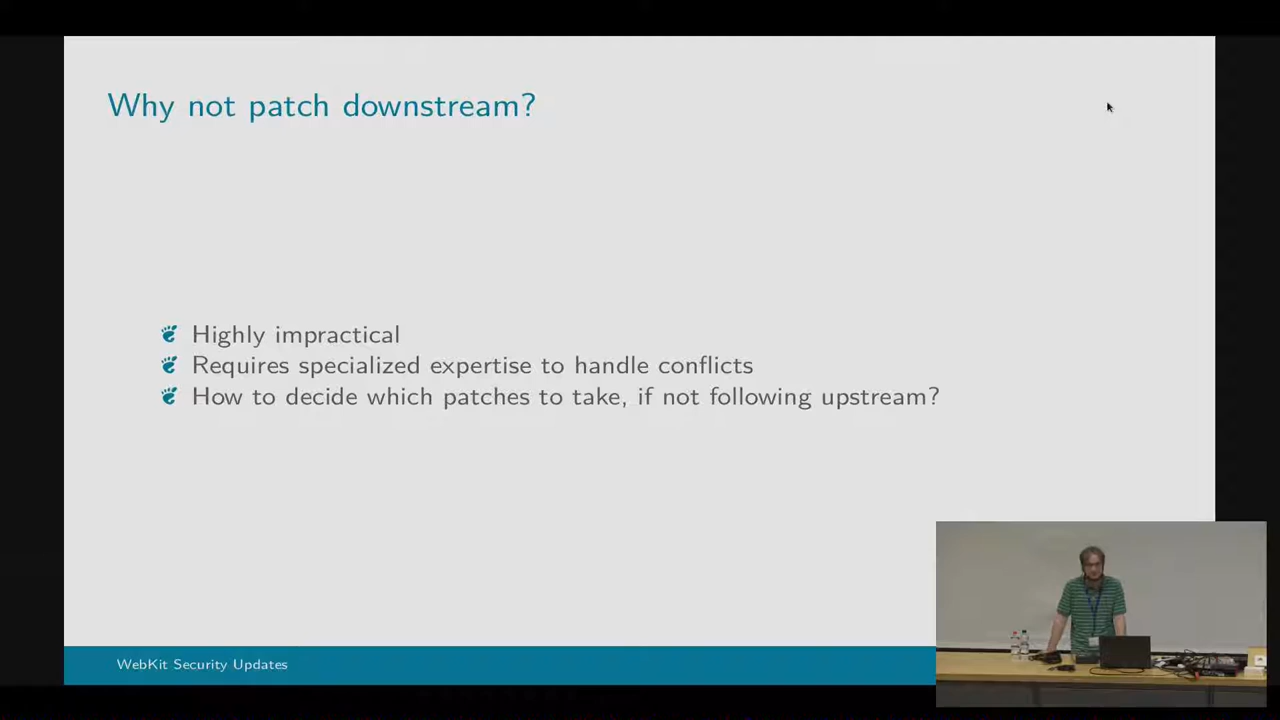 Why not patch downstream?
Highly impractical
Requires specialized expertise to handle conflicts
How to decide which patches to take, if not following upstream?
WebKit Security Updates